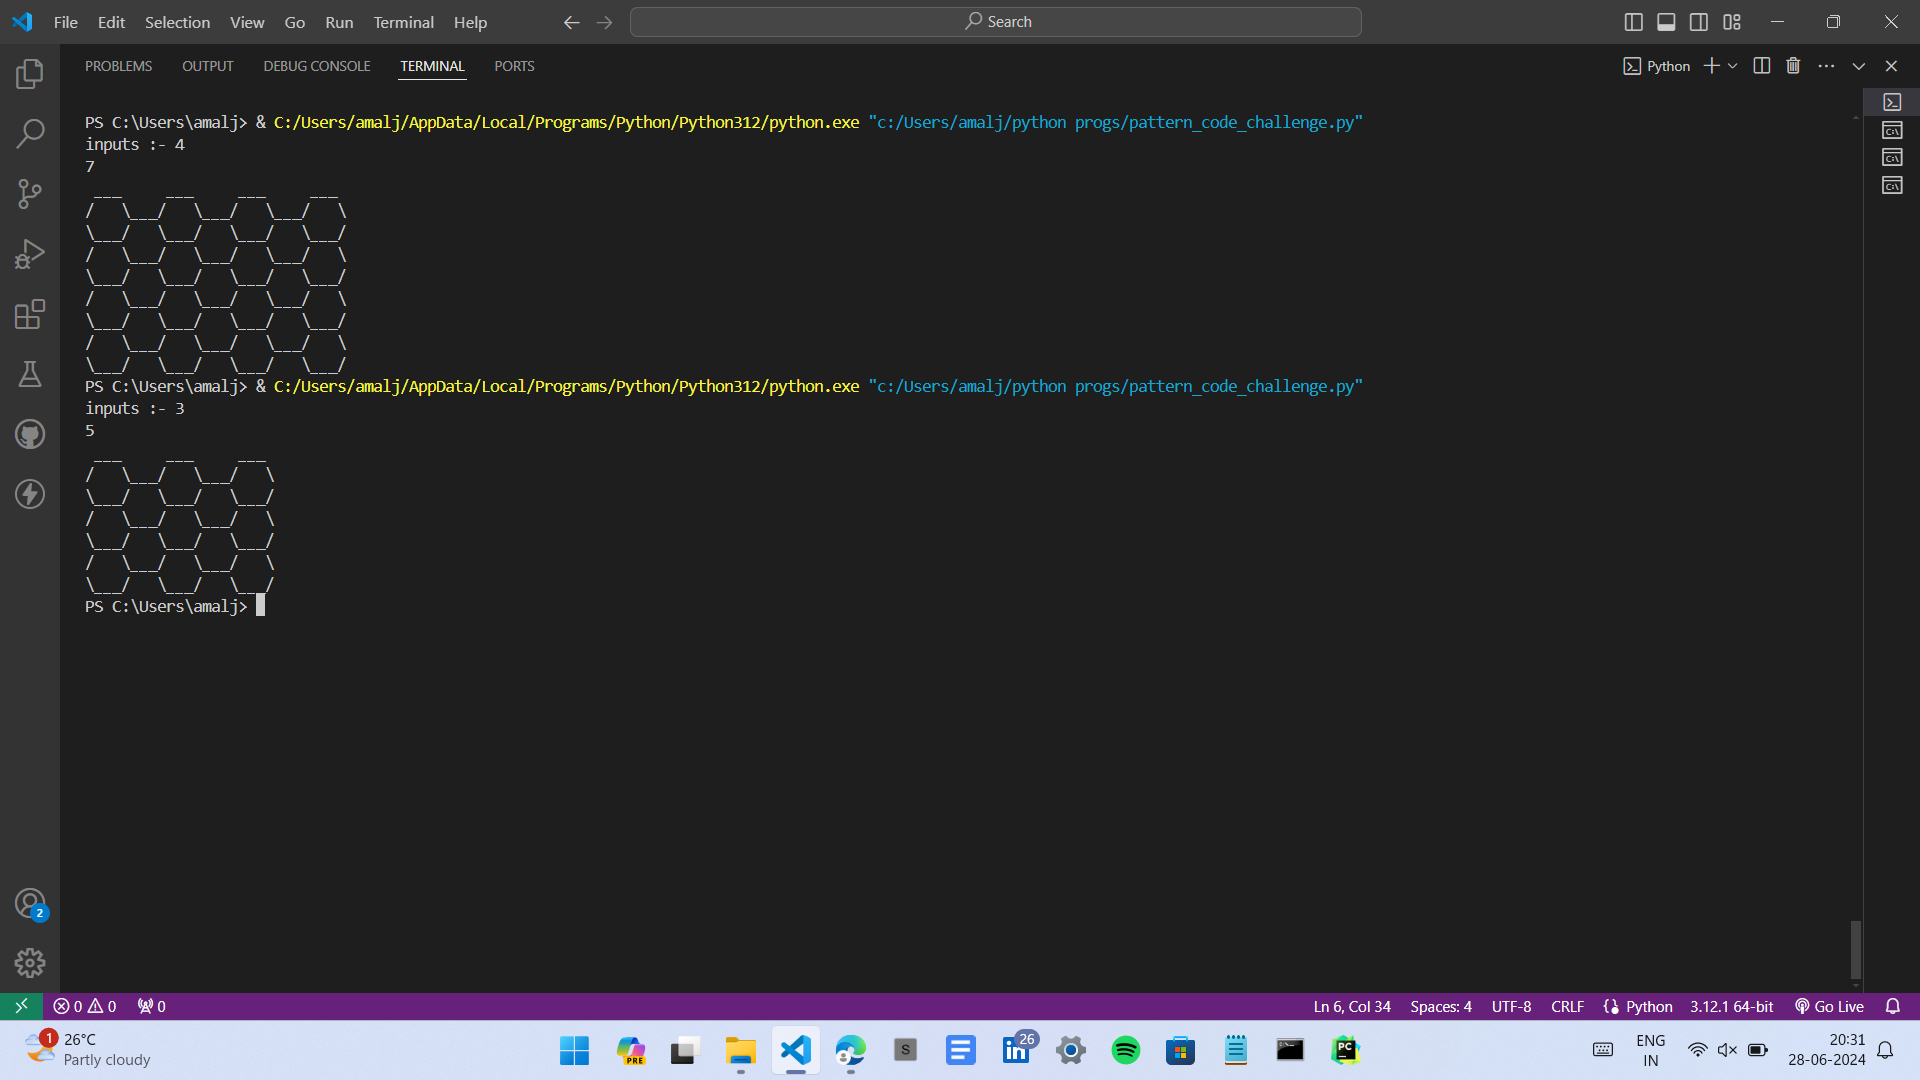 File Edit Selection View Go Run Terminal Help Search
PROBLEMS OUTPUT DEBUG CONSOLE TERMINAL PORTS Python
PS C:\Users\amalj> & C:/Users/amalj/AppData/Local/Programs/Python/Python312/python.exe "c:/Users/amalj/python progs/pattern_code_challenge.py"
inputs :- 4
7
 ___     ___     ___     ___
/   \___/   \___/   \___/   \
\___/   \___/   \___/   \___/
/   \___/   \___/   \___/   \
\___/   \___/   \___/   \___/
/   \___/   \___/   \___/   \
\___/   \___/   \___/   \___/
/   \___/   \___/   \___/   \
\___/   \___/   \___/   \___/
PS C:\Users\amalj> & C:/Users/amalj/AppData/Local/Programs/Python/Python312/python.exe "c:/Users/amalj/python progs/pattern_code_challenge.py"
inputs :- 3
5
 ___     ___     ___
/   \___/   \___/   \
\___/   \___/   \___/
/   \___/   \___/   \
\___/   \___/   \___/
/   \___/   \___/   \
\___/   \___/   \___/
PS C:\Users\amalj>
2
0 0 0 Ln 6, Col 34 Spaces: 4 UTF-8 CRLF Python 3.12.1 64-bit Go Live
1 26°C PRE S 26 PC ENG 20:31
Partly cloudy IN 28-06-2024